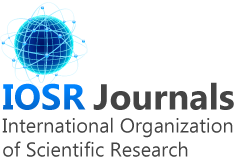 IOSR Journals
International Organization
of Scientific Research